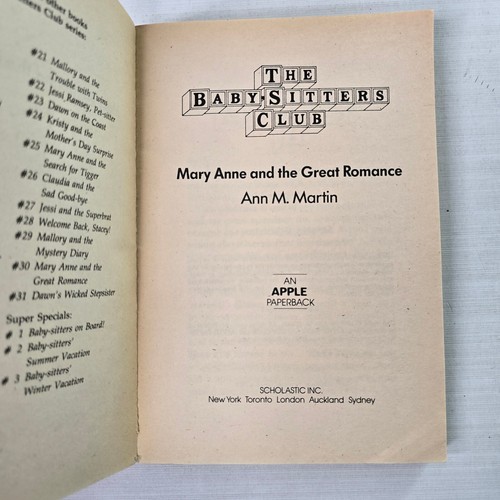 other books
sitters Club series:
#21 Mallory and the
Trouble with Twins
#22 Jessi Ramsey, Pet-sitter
#23 Dawn on the Coast
#24 Kristy and the
Mother's Day Surprise
#25 Mary Anne and the
Search for Tigger
#26 Claudia and the
Sad Good-bye
#27 Jessi and the Superbrat
#28 Welcome Back, Stacey!
#29 Mallory and the
Mystery Diary
#30 Mary Anne and the
Great Romance
#31 Dawn's Wicked Stepsister
Super Specials:
# 1 Baby-sitters on Board!
# 2 Baby-sitters'
Summer Vacation
# 3 Baby-sitters'
Winter Vacation
THE
BABY-SITTERS
CLUB
Mary Anne and the Great Romance
Ann M. Martin
AN
APPLE
PAPERBACK
SCHOLASTIC INC.
New York Toronto London Auckland Sydney